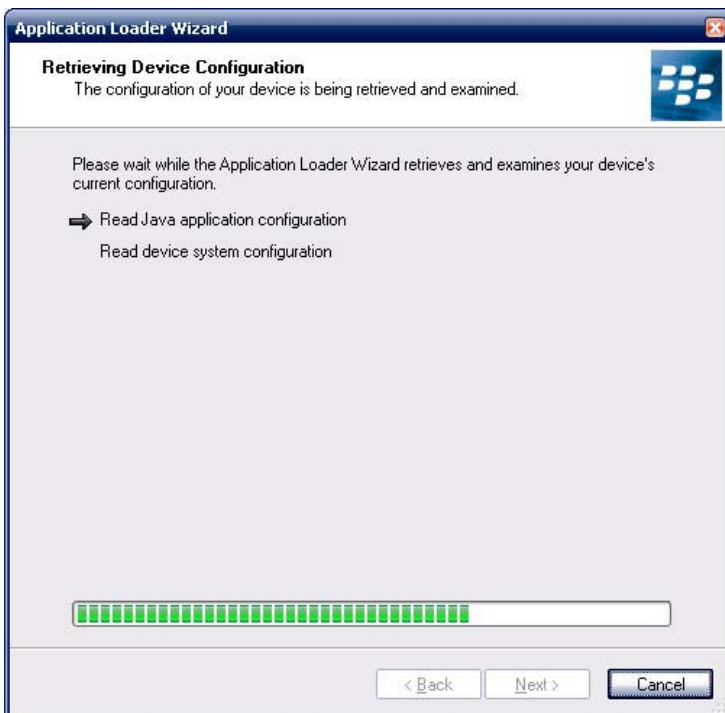 Application Loader Wizard
Retrieving Device Configuration
The configuration of your device is being retrieved and examined.
Please wait while the Application Loader Wizard retrieves and examines your device's
current configuration.
Read Java application configuration
Read device system configuration
< Back
Next >
Cancel